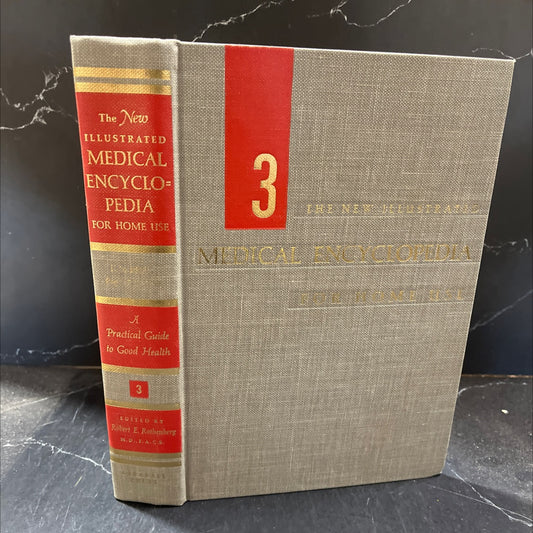 The New
ILLUSTRATED
MEDICAL
ENCYCLO=
PEDIA
FOR HOME USE
A
Practical Guide
to Good Health
3
EDITED BY
Robert E. Rothenberg
M.D., F.A.C.S.
3
THE NEW ILLUSTRATED
MEDICAL ENCYCLOPEDIA
FOR HOME USE